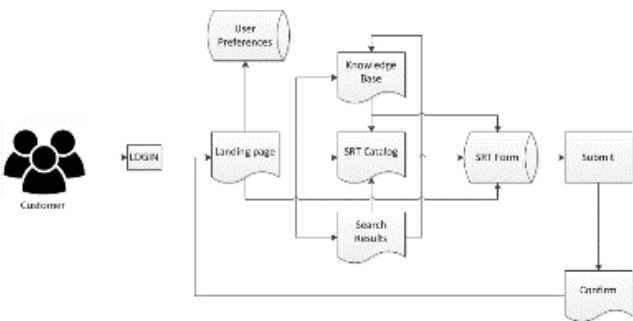 User
Preferences
Knowledge
Base
LOGIN
Landing page
SRT Catalog
SRT Form
Submit
Customer
Search
Results
Confirm